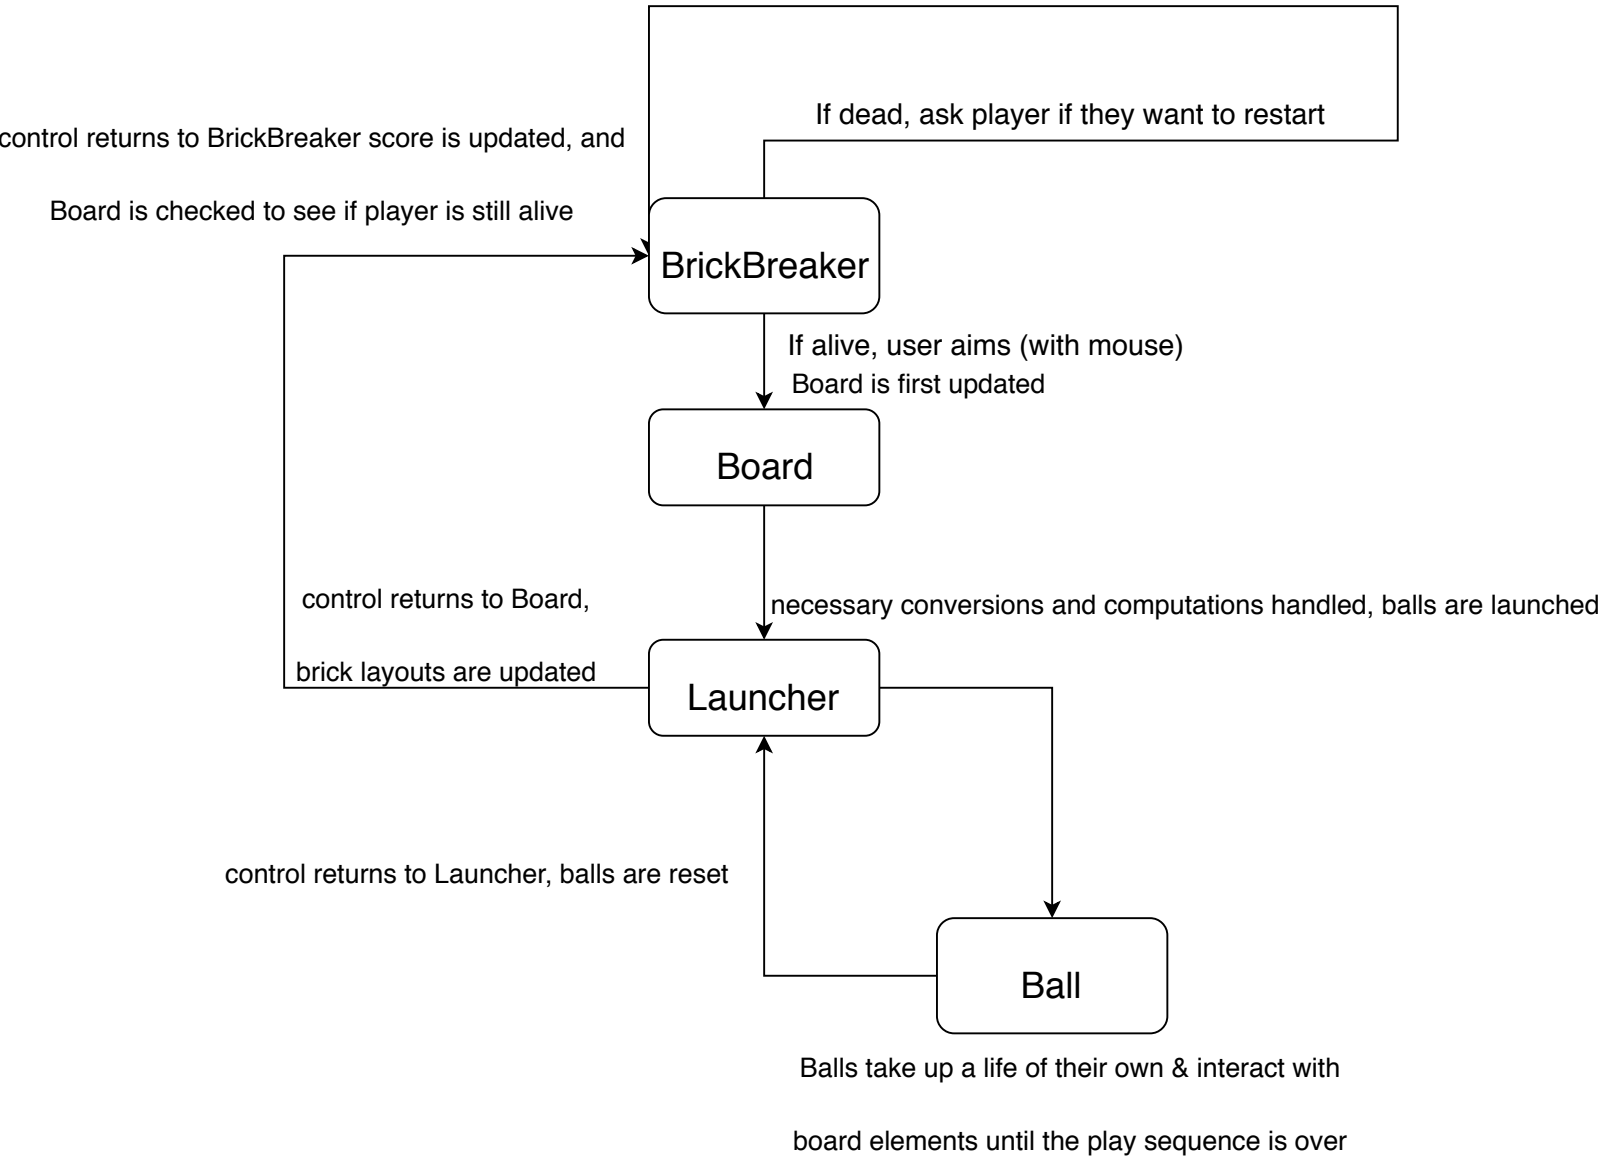 If dead, ask player if they want to restart
control returns to BrickBreaker score is updated, and
Board is checked to see if player is still alive
BrickBreaker
If alive, user aims (with mouse)
Board is first updated
Board
control returns to Board,
necessary conversions and computations handled, balls are launched
brick layouts are updated
Launcher
control returns to Launcher, balls are reset
Ball
Balls take up a life of their own & interact with
board elements until the play sequence is over